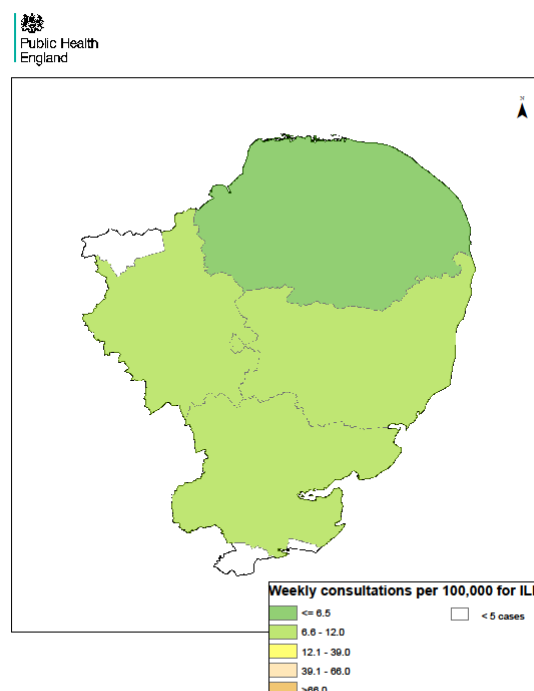 Public Health
England
N
Weekly consultations per 100,000 for ILI
<= 6.5
< 5 cases
6.6 - 12.0
12.1 - 39.0
39.1 - 66.0
>66.0